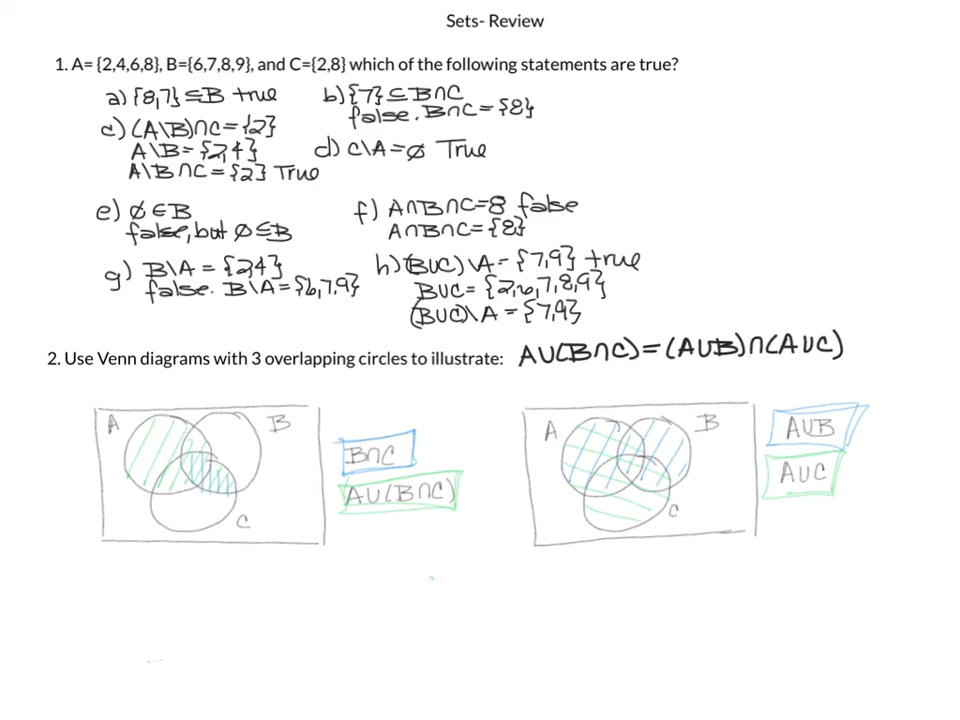 Sets- Review
1. A= {2,4,6,8}, B={6,7,8,9}, and C={2,8} which of the following statements are true?
a) {8,7} ⊆ B true
b) {7} ⊆ B∩C
false. B∩C = {8}
c) (A\B)∩C = {2}
A\B = {2,4}
A\B∩C = {2} True
d) C\A = ∅ True
e) ∅ ∈ B
false, but ∅ ⊆ B
f) A∩B∩C=8 false
A∩B∩C= {8}
g) B\A = {2,4}
false. B\A = {6,7,9}
h) (B∪C)\A = {7,9} true
B∪C = {2,6,7,8,9}
(B∪C)\A = {7,9}
2. Use Venn diagrams with 3 overlapping circles to illustrate: A∪(B∩C)=(A∪B)∩(A∪C)
A
B
C
B∩C
A∪(B∩C)
A
B
C
A∪B
A∪C